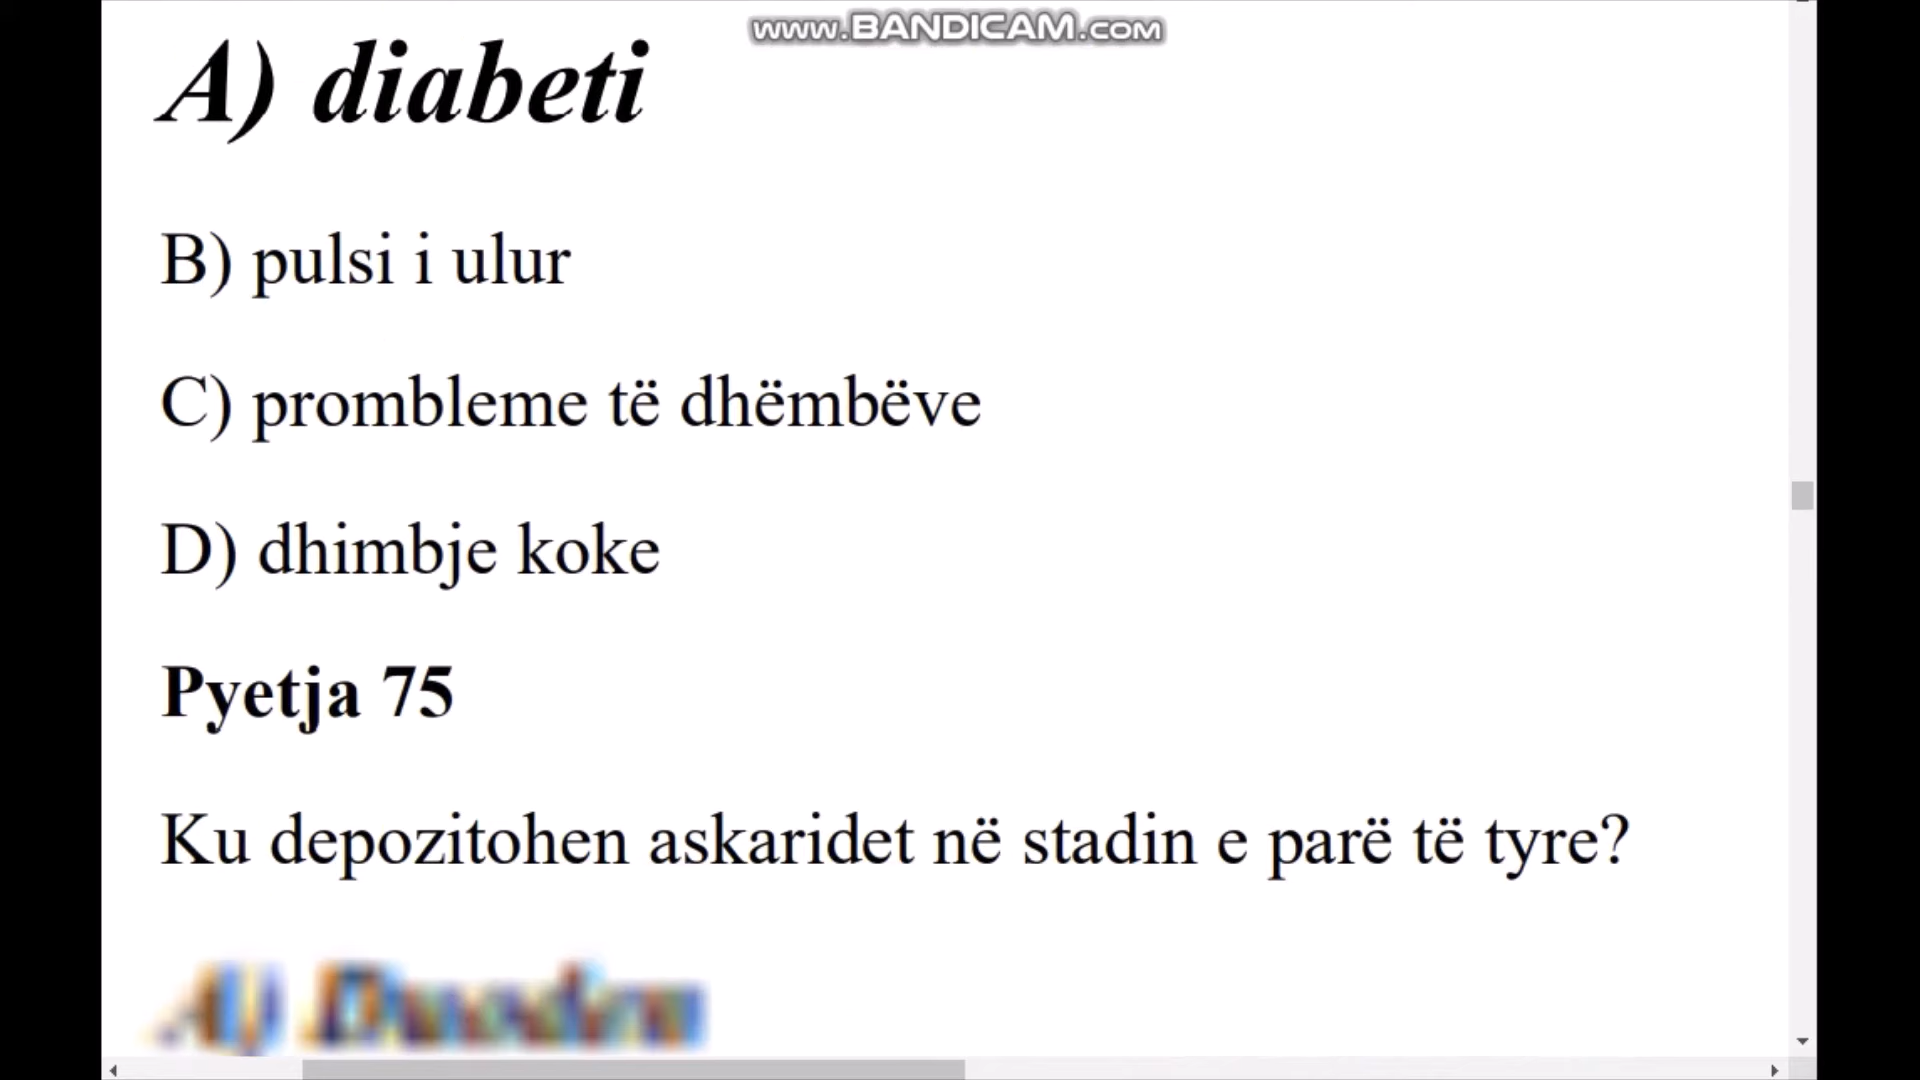 www.BANDICAM.com
A) diabeti
B) pulsi i ulur
C) prombleme të dhëmbëve
D) dhimbje koke
Pyetja 75
Ku depozitohen askaridet në stadin e parë të tyre?
A)